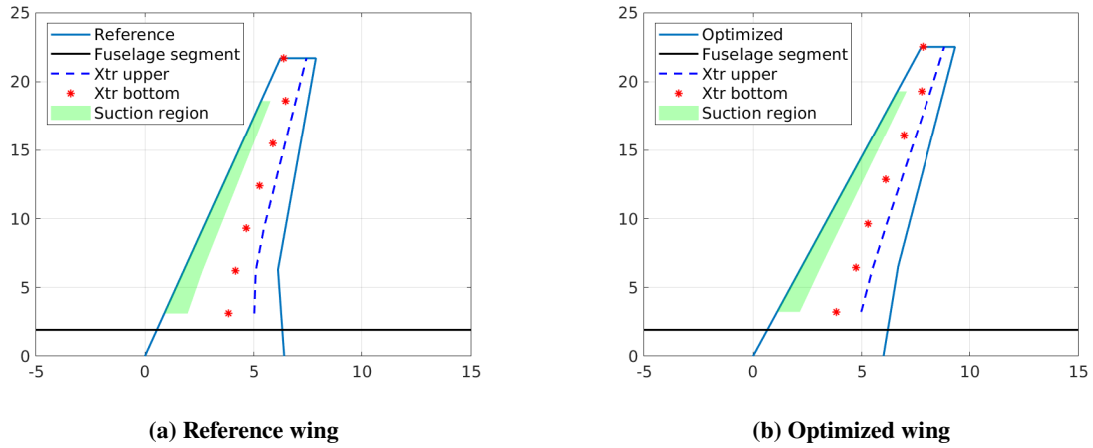 25
20
15
10
5
0
-5
0
5
10
15
Reference
Fuselage segment
Xtr upper
Xtr bottom
Suction region
(a) Reference wing
25
20
15
10
5
0
-5
0
5
10
15
Optimized
Fuselage segment
Xtr upper
Xtr bottom
Suction region
(b) Optimized wing